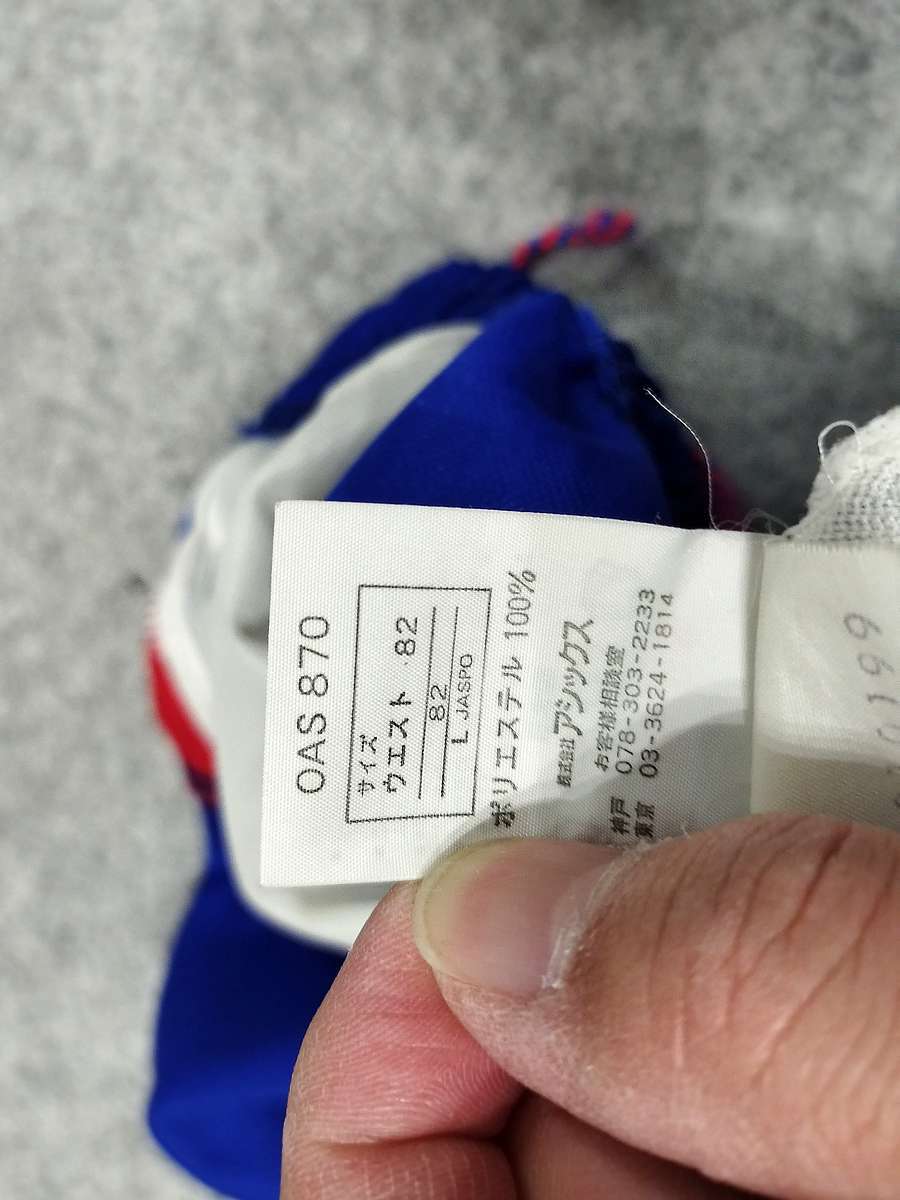 OAS 870
サイズ
ウエスト 82
82
L JASPO
ポリエステル 100%
株式会社アシックス
お客様相談室
神戸 078-303-2233
東京 03-3624-1814
0199